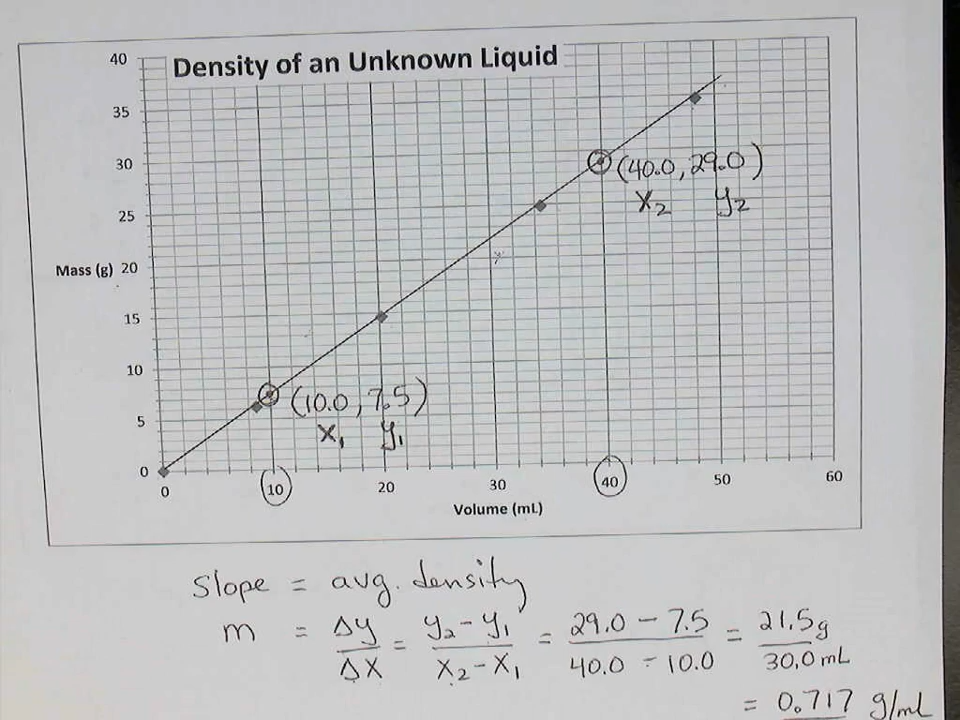 Density of an Unknown Liquid
40
35
30
25
Mass (g) 20
15
10
5
0
(40.0, 29.0)
x₂ y₂
(10.0, 7.5)
x₁ y₁
0 10 20 30 40 50 60
Volume (mL)
Slope = avg. density
m = Δy/Δx = y₂-y₁/x₂-x₁ = 29.0 - 7.5/40.0 - 10.0 = 21.5g/30,0 mL
= 0.717 g/mL